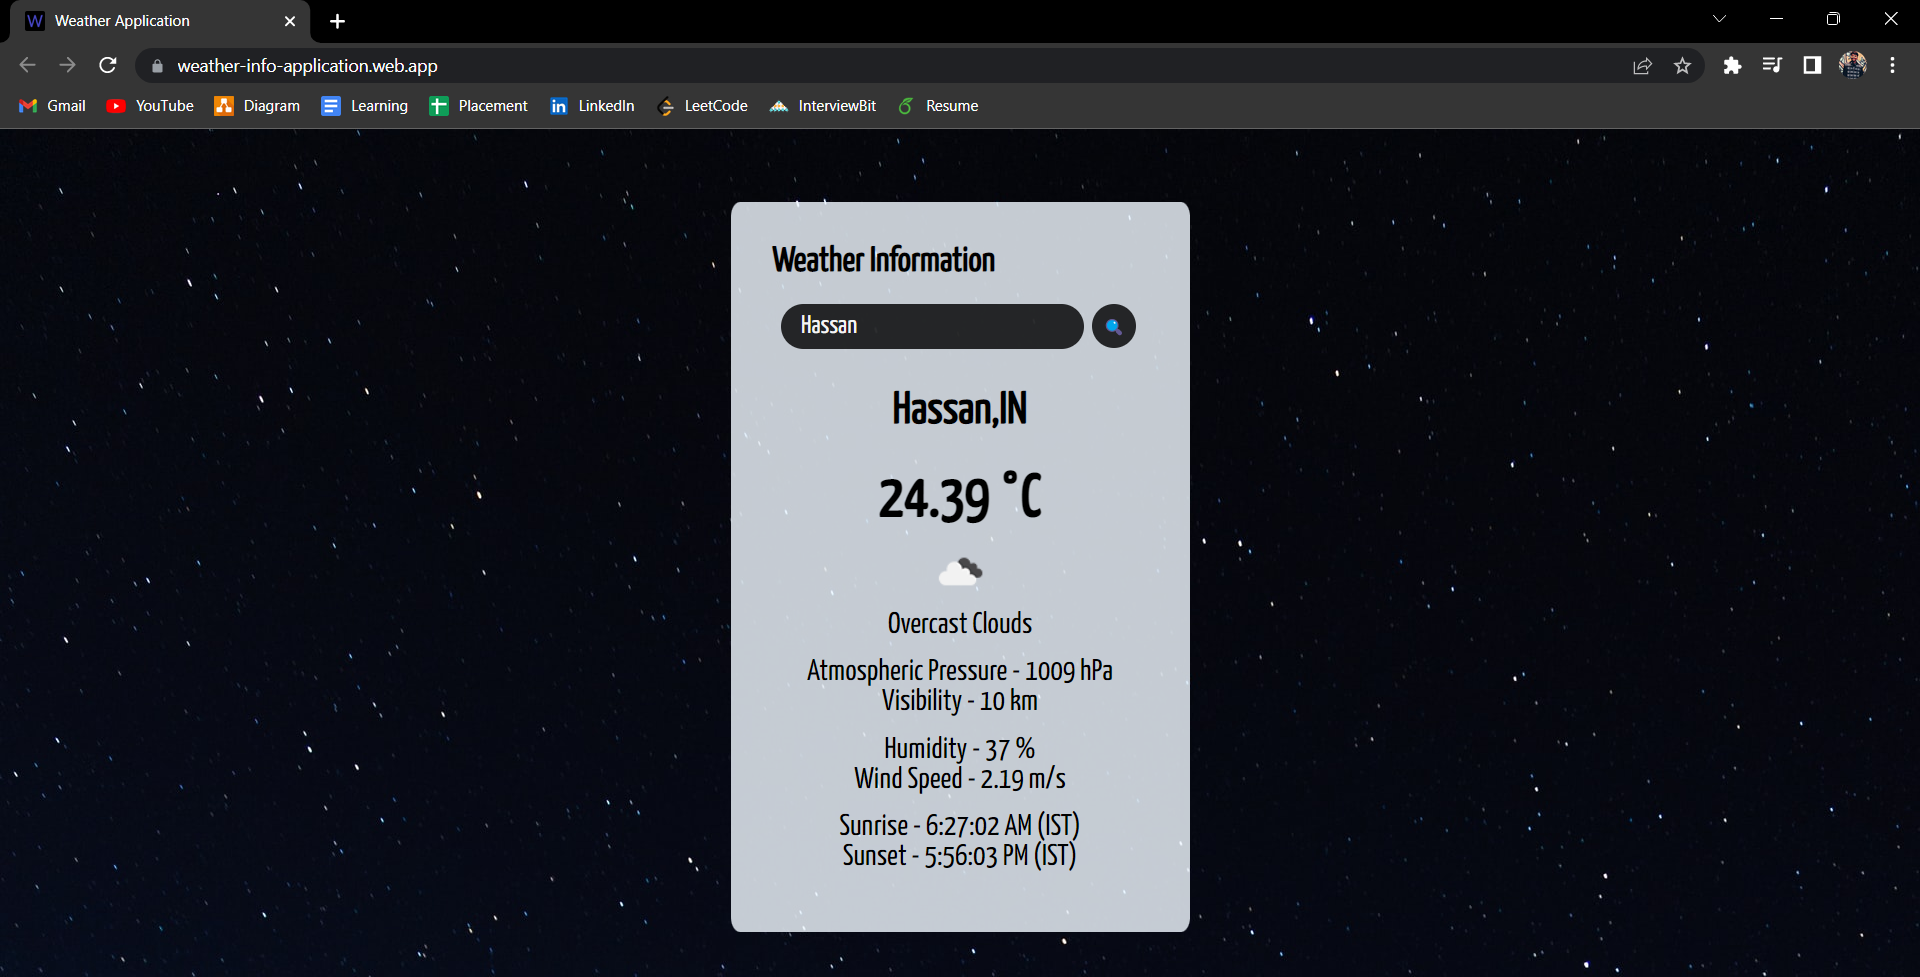 W Weather Application
weather-info-application.web.app
Gmail YouTube Diagram Learning Placement in LinkedIn LeetCode InterviewBit Resume
Weather Information
Hassan
Hassan,IN
24.39 °C
Overcast Clouds
Atmospheric Pressure - 1009 hPa
Visibility - 10 km
Humidity - 37 %
Wind Speed - 2.19 m/s
Sunrise - 6:27:02 AM (IST)
Sunset - 5:56:03 PM (IST)